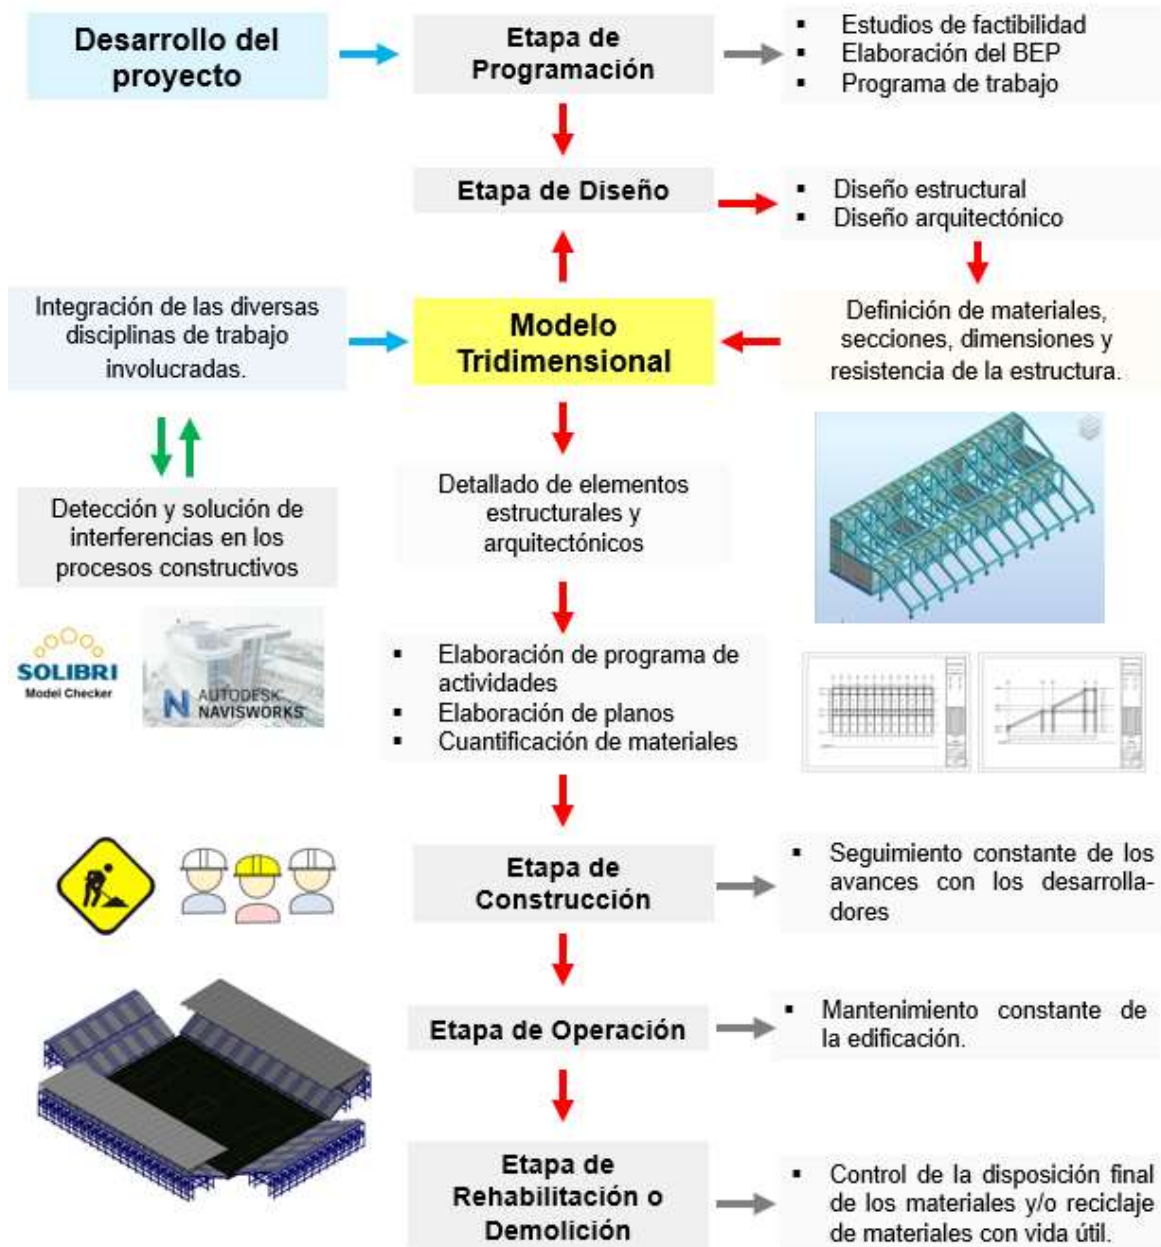 Desarrollo del
proyecto
Etapa de
Programación
▪ Estudios de factibilidad
▪ Elaboración del BEP
▪ Programa de trabajo
Etapa de Diseño
▪ Diseño estructural
▪ Diseño arquitectónico
Integración de las diversas
disciplinas de trabajo
involucradas.
Modelo
Tridimensional
Definición de materiales,
secciones, dimensiones y
resistencia de la estructura.
Detección y solución de
interferencias en los
procesos constructivos
Detallado de elementos
estructurales y
arquitectónicos
SOLIBRI
Model Checker
AUTODESK
NAVISWORKS
▪ Elaboración de programa de
actividades
▪ Elaboración de planos
▪ Cuantificación de materiales
Etapa de
Construcción
▪ Seguimiento constante de los
avances con los desarrolla-
dores
Etapa de Operación
▪ Mantenimiento constante de
la edificación.
Etapa de
Rehabilitación o
Demolición
▪ Control de la disposición final
de los materiales y/o reciclaje
de materiales con vida útil.